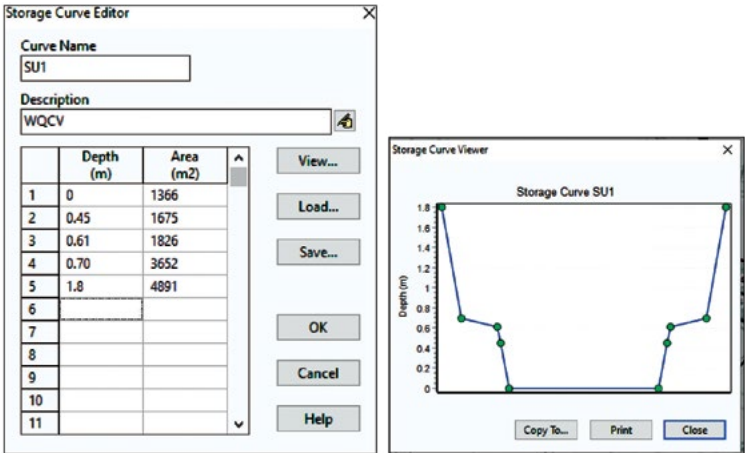 Storage Curve Editor
Curve Name
SU1
Description
WQCV
Depth (m) Area (m2)
1 0 1366
2 0.45 1675
3 0.61 1826
4 0.70 3652
5 1.8 4891
6
7
8
9
10
11
View...
Load...
Save...
OK
Cancel
Help
Storage Curve Viewer
Storage Curve SU1
Depth (m)
1.8
1.6
1.4
1.2
1
0.8
0.6
0.4
0.2
0
Copy To... Print Close